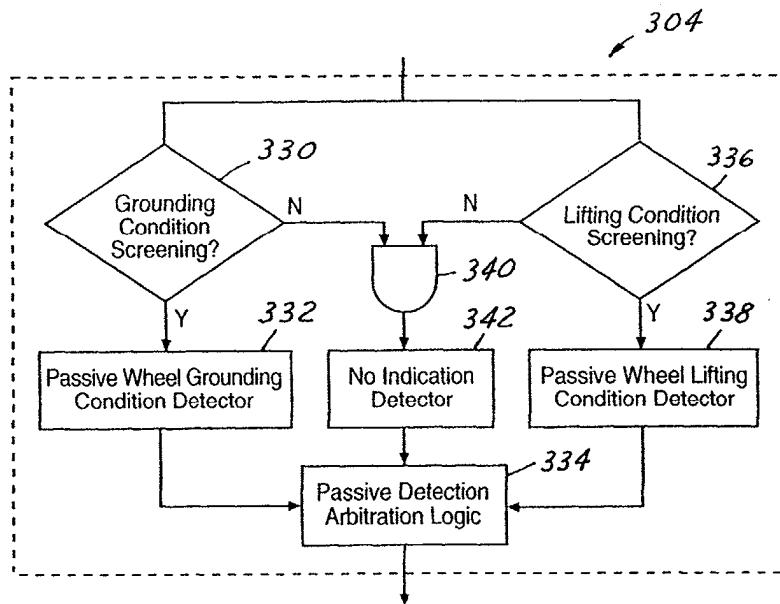 304
330
336
Grounding
Condition
Screening?
N
N
Lifting Condition
Screening?
340
Y
Y
332
342
338
Passive Wheel Grounding
Condition Detector
No Indication
Detector
Passive Wheel Lifting
Condition Detector
334
Passive Detection
Arbitration Logic